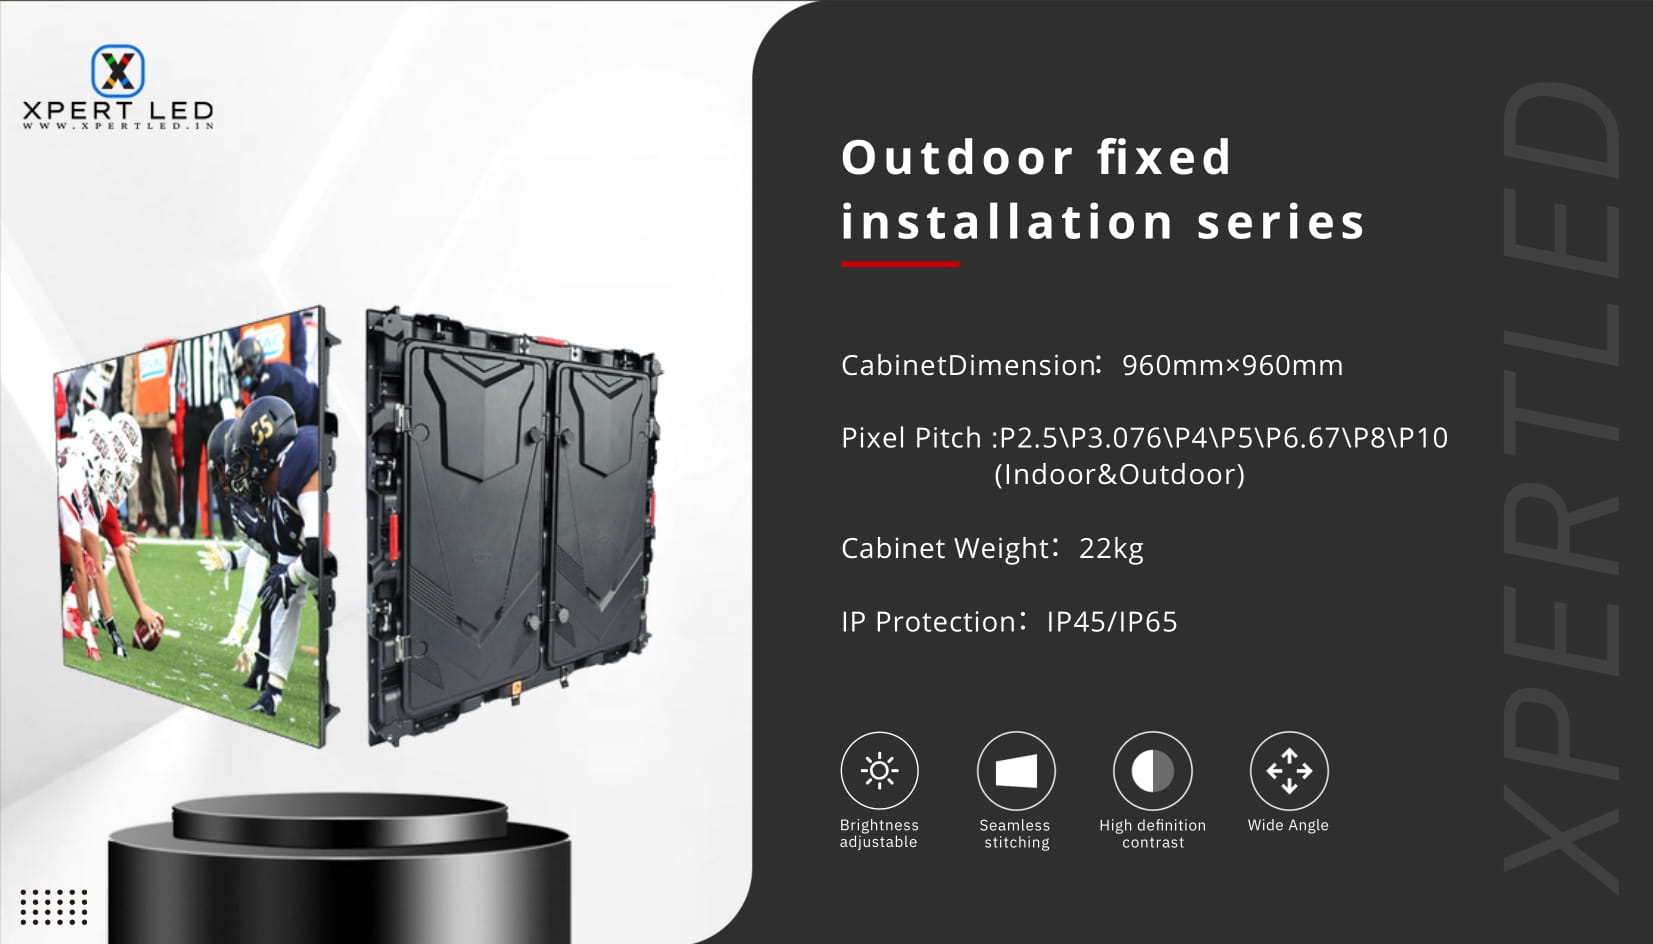 XPERT LED
WWW.XPERTLED.IN
Outdoor fixed
installation series
CabinetDimension： 960mm×960mm
Pixel Pitch :P2.5\P3.076\P4\P5\P6.67\P8\P10
(Indoor&Outdoor)
Cabinet Weight： 22kg
IP Protection： IP45/IP65
Brightness
adjustable
Seamless
stitching
High definition
contrast
Wide Angle
XPERTLED
55